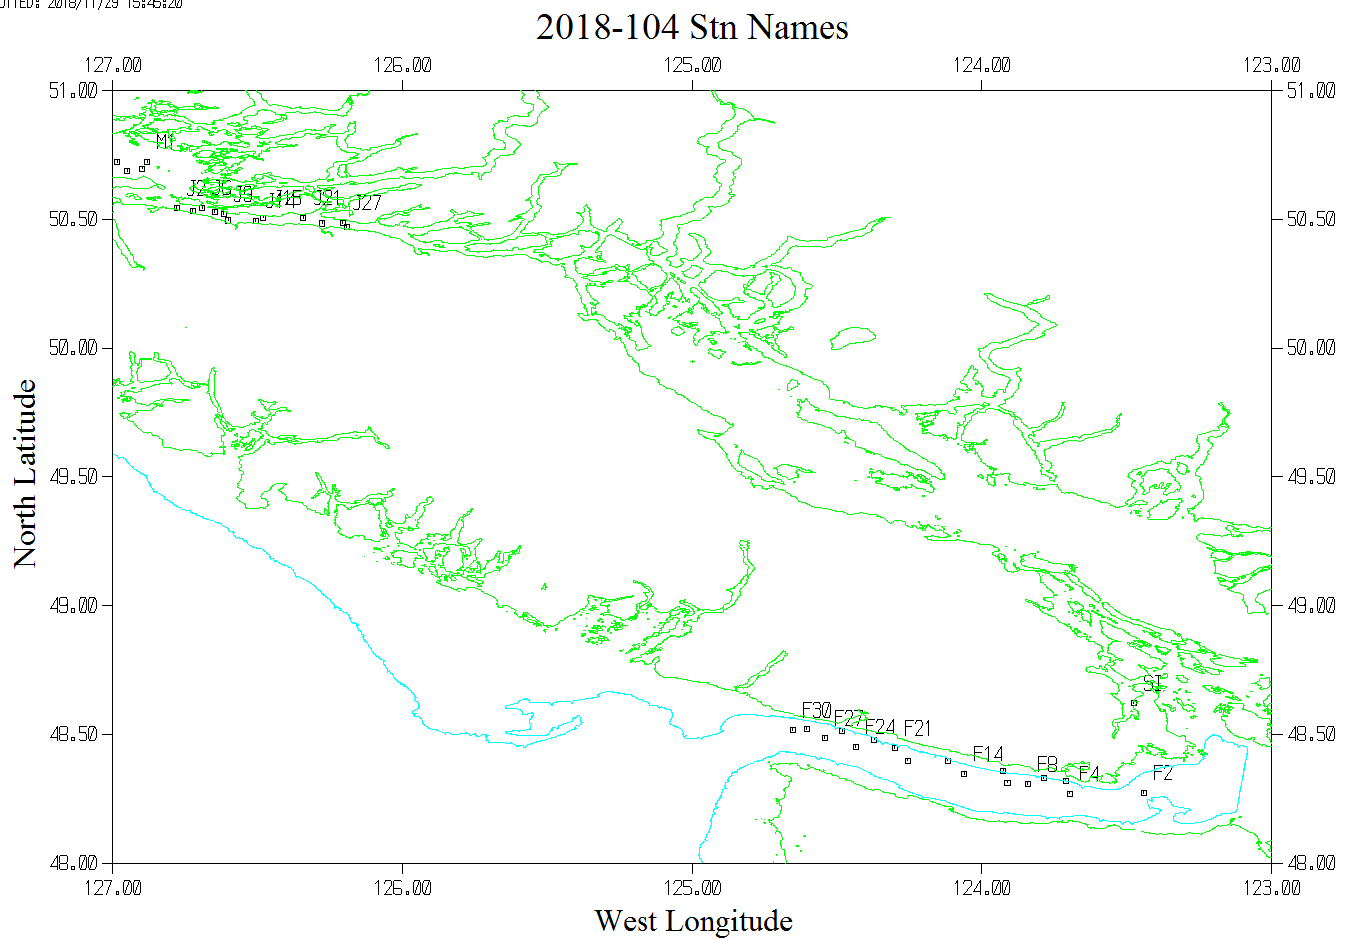 2018/11/29 15:45:20
2018-104 Stn Names
127.00 126.00 125.00 124.00 123.00
51.00 51.00
M1
J2 J9 J21 J27
50.50 50.50
50.00 50.00
North Latitude
49.50 49.50
49.00 49.00
SI
F30 F27 F24 F21
48.50 48.50
F14 F8 F4 F2
48.00 48.00
127.00 126.00 125.00 124.00 123.00
West Longitude